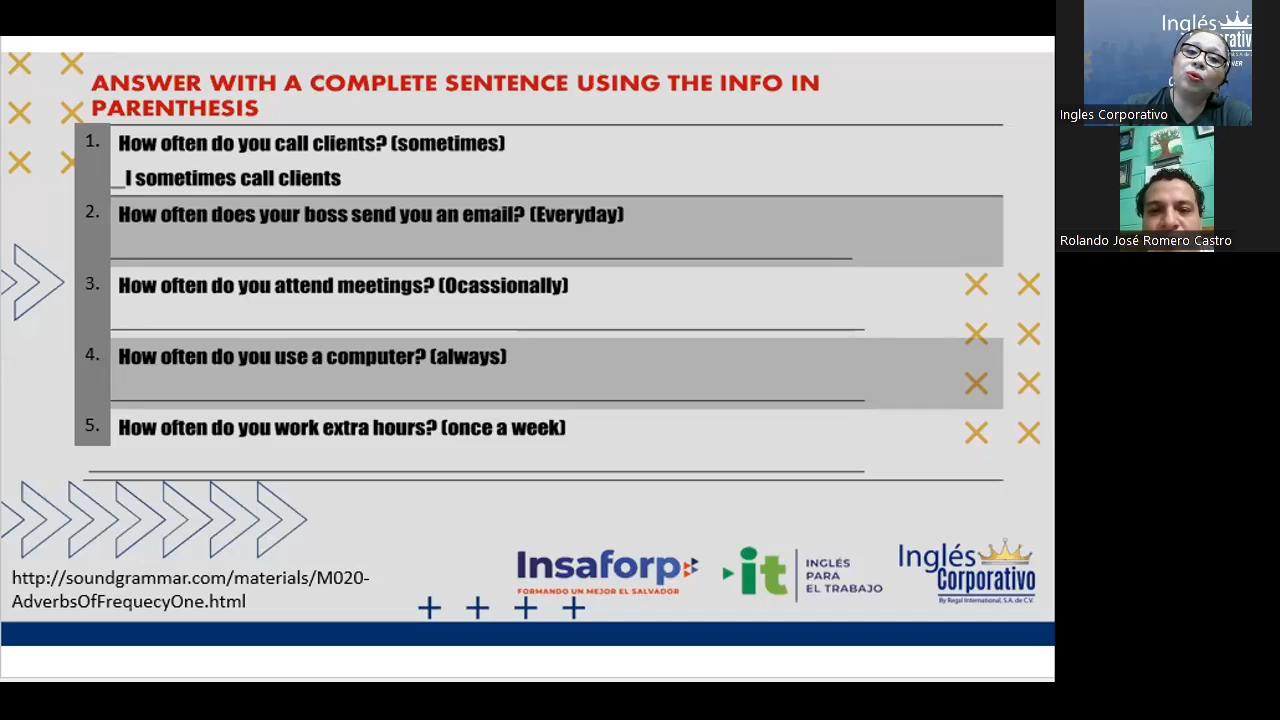 ANSWER WITH A COMPLETE SENTENCE USING THE INFO IN
PARENTHESIS
1. How often do you call clients? (sometimes)
_I sometimes call clients
2. How often does your boss send you an email? (Everyday)
3. How often do you attend meetings? (Ocassionally)
4. How often do you use a computer? (always)
5. How often do you work extra hours? (once a week)
http://soundgrammar.com/materials/M020-
AdverbsOfFrequecyOne.html
Insaforp
FORMANDO UN MEJOR EL SALVADOR
it
INGLÉS
PARA
EL TRABAJO
Inglés
Corporativo
By Regal International, S.A. de C.V.
Inglés
Ingles Corporativo
Rolando José Romero Castro